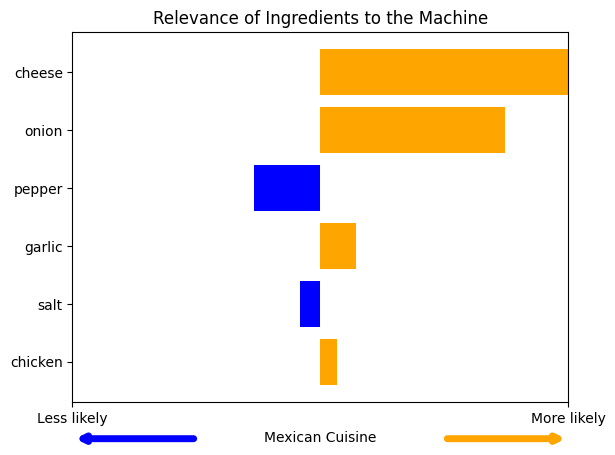 Relevance of Ingredients to the Machine
cheese
onion
pepper
garlic
salt
chicken
Less likely
More likely
Mexican Cuisine